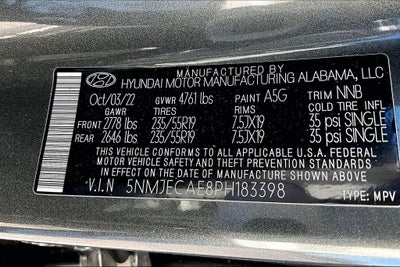 MANUFACTURED BY
HYUNDAI MOTOR MANUFACTURING ALABAMA, LLC
Oct/03/22 GVWR 4761 lbs PAINT A5G TRIM NNB
GAWR TIRES RIMS COLD TIRE INFL
FRONT 2778 lbs 235/55R19 7.5JX19 35 psi SINGLE
REAR 2646 lbs 235/55R19 7.5JX19 35 psi SINGLE
THIS VEHICLE CONFORMS TO ALL APPLICABLE U.S.A. FEDERAL
MOTOR VEHICLE SAFETY AND THEFT PREVENTION STANDARDS
IN EFFECT ON THE DATE OF MANUFACTURE SHOWN ABOVE
V.I.N 5NMJECAE8PH183398 TYPE: MPV